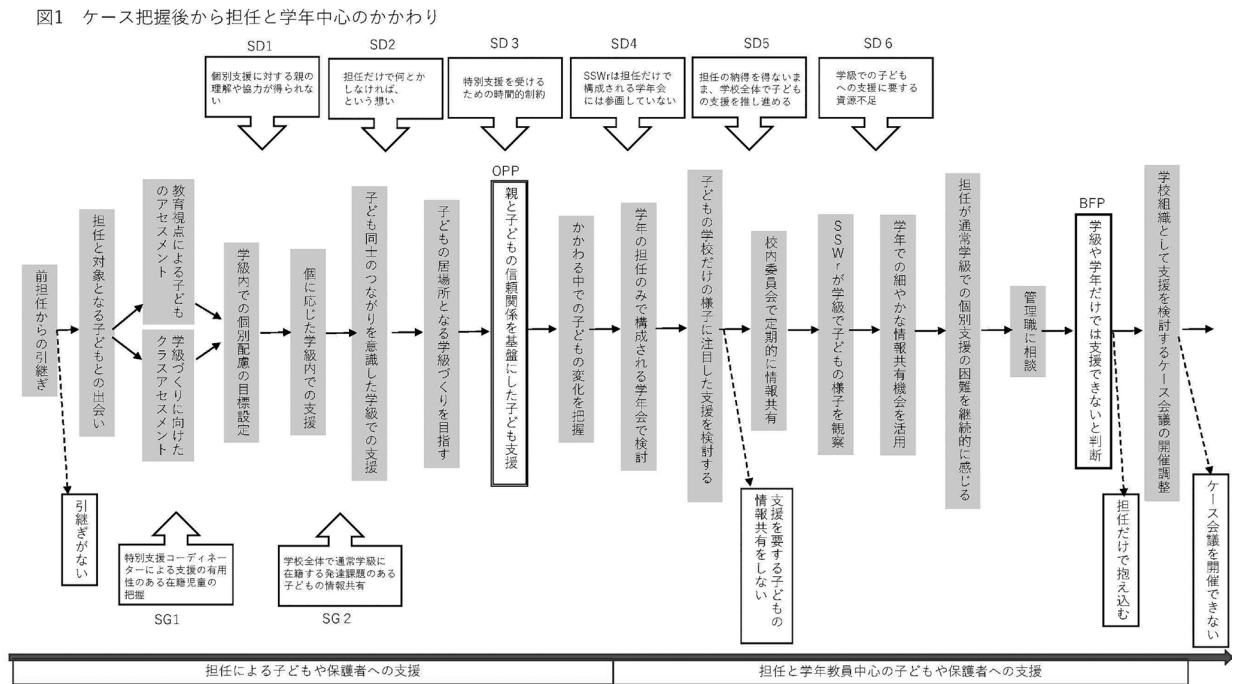 図1　ケース把握後から担任と学年中心のかかわり
SD1
個別支援に対する親の
理解や協力が得られな
い
SD2
担任だけで何とか
しなければ、
という想い
SD 3
特別支援を受ける
ための時間的制約
SD4
SSWrは担任だけで
構成される学年会
には参画していない
SD5
担任の納得を得ないま
ま、学校全体で子ども
の支援を推し進める
SD 6
学級での子ども
への支援に要する
資源不足
前担任からの引継ぎ
引継ぎがない
担任と対象となる子どもとの出会い
教育視点による子ども
のアセスメント
学級づくりに向けた
クラスアセスメント
学級内での個別配慮の目標設定
個に応じた学級内での支援
子ども同士のつながりを意識した学級での支援
子どもの居場所となる学級づくりを目指す
OPP
親と子どもの信頼関係を基盤にした子ども支援
かかわる中での子どもの変化を把握
学年の担任のみで構成される学年会で検討
子どもの学校だけの様子に注目した支援を検討する
支援を要する子どもの
情報共有をしない
校内委員会で定期的に情報共有
SSWrが学級で子どもの様子を観察
学年での細やかな情報共有機会を活用
担任が通常学級での個別支援の困難を継続的に感じる
管理職に相談
BFP
学級や学年だけでは支援できないと判断
担任だけで抱え込む
学校組織として支援を検討するケース会議の開催調整
ケース会議を開催できない
特別支援コーディネー
ターによる支援の有用
性のある在籍児童の
把握
SG1
学校全体で通常学級に
在籍する発達課題のある
子どもの情報共有
SG 2
担任による子どもや保護者への支援
担任と学年教員中心の子どもや保護者への支援